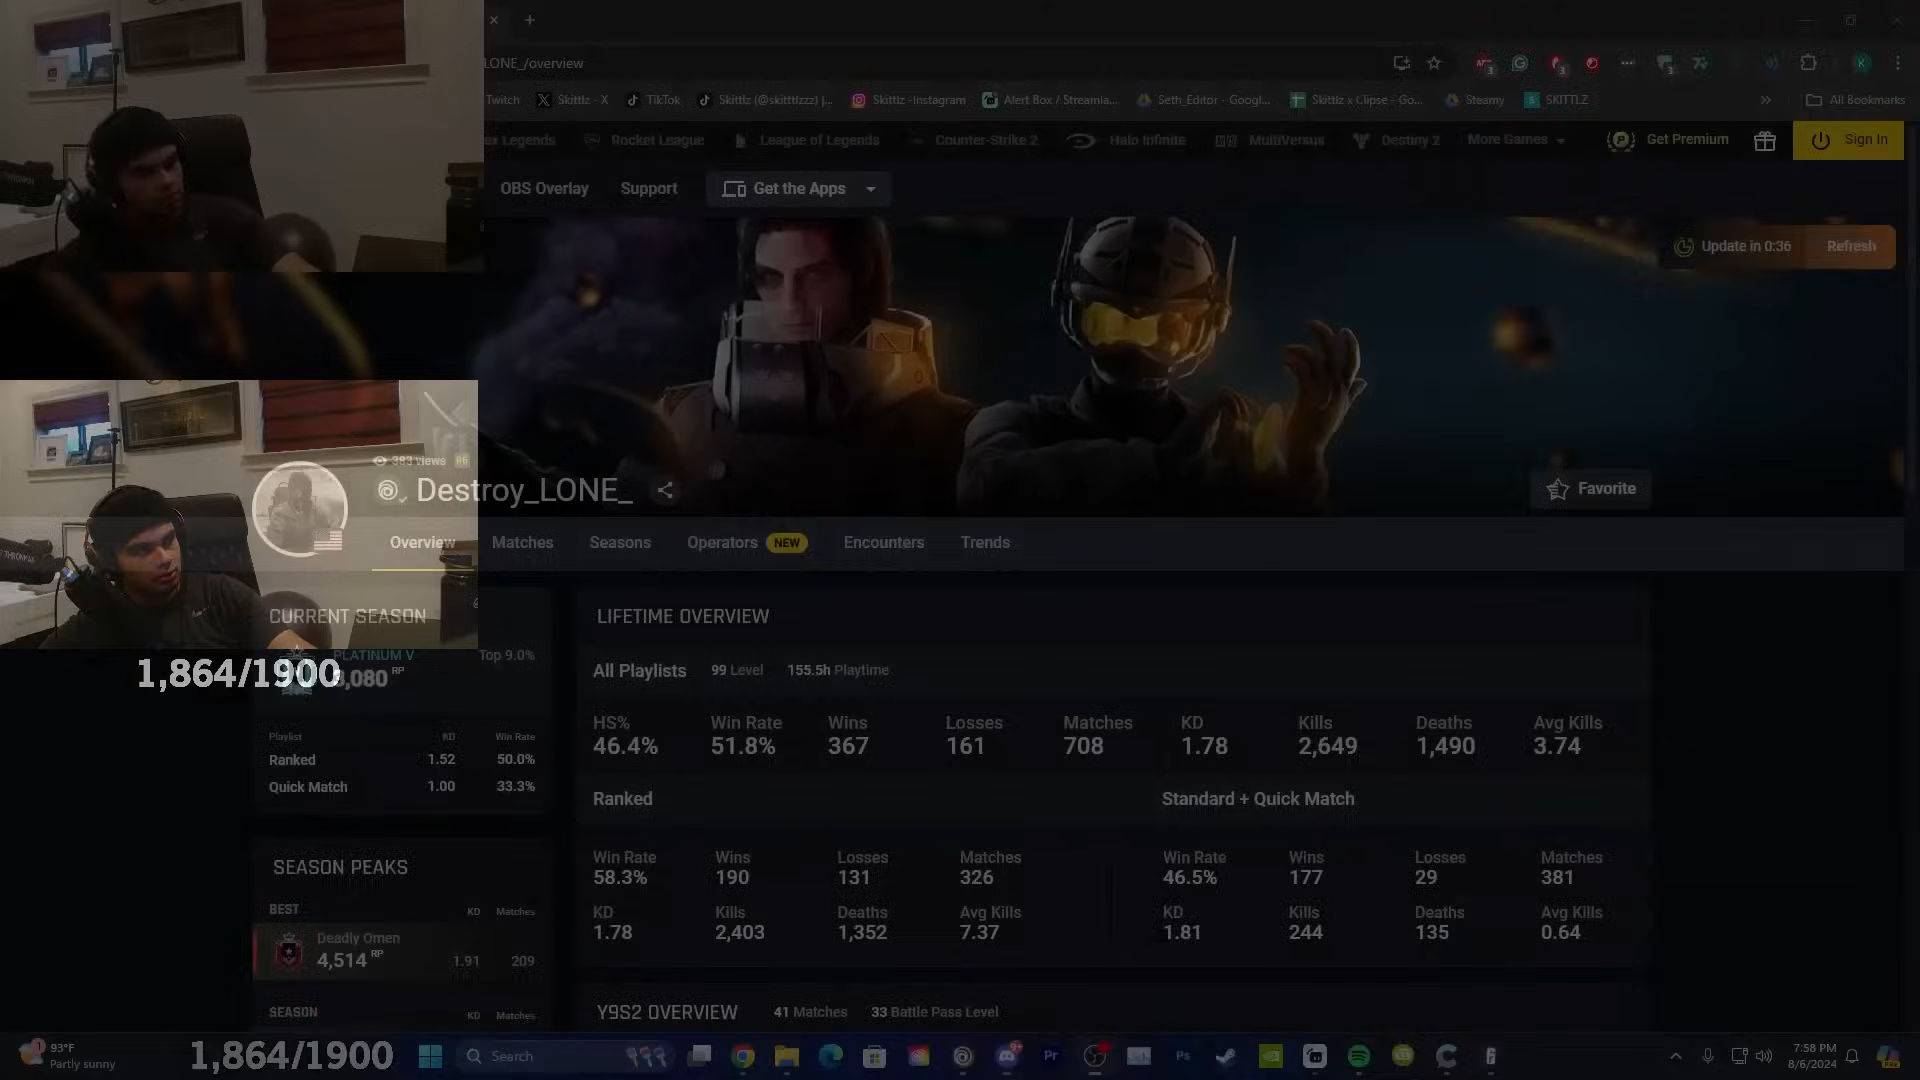 LONE_/overview
Twitch Skittlz - X TikTok Skittlz (@skitttlzzz) |... Skittlz -Instagram Alert Box / Streamla... Seth_Editor - Googl... Skittlz x Clipse - Go... Steamy SKITTLZ All Bookmarks
ex Legends Rocket League League of Legends Counter-Strike 2 Halo Infinite MultiVersus Destiny 2 More Games Get Premium Sign In
OBS Overlay Support Get the Apps
Update in 0:36 Refresh
383 views R6
Destroy_LONE_
Favorite
Overview Matches Seasons Operators NEW Encounters Trends
CURRENT SEASON
PLATINUM V Top 9.0%
,080 RP
1,864/1900
Playlist KD Win Rate
Ranked 1.52 50.0%
Quick Match 1.00 33.3%
SEASON PEAKS
BEST KD Matches
Deadly Omen
4,514 RP 1.91 209
SEASON KD Matches
LIFETIME OVERVIEW
All Playlists 99 Level 155.5h Playtime
HS% Win Rate Wins Losses Matches KD Kills Deaths Avg Kills
46.4% 51.8% 367 161 708 1.78 2,649 1,490 3.74
Ranked
Win Rate Wins Losses Matches
58.3% 190 131 326
KD Kills Deaths Avg Kills
1.78 2,403 1,352 7.37
Standard + Quick Match
Win Rate Wins Losses Matches
46.5% 177 29 381
KD Kills Deaths Avg Kills
1.81 244 135 0.64
Y9S2 OVERVIEW 41 Matches 33 Battle Pass Level
93°F
Partly sunny
1,864/1900
Search
7:58 PM
8/6/2024